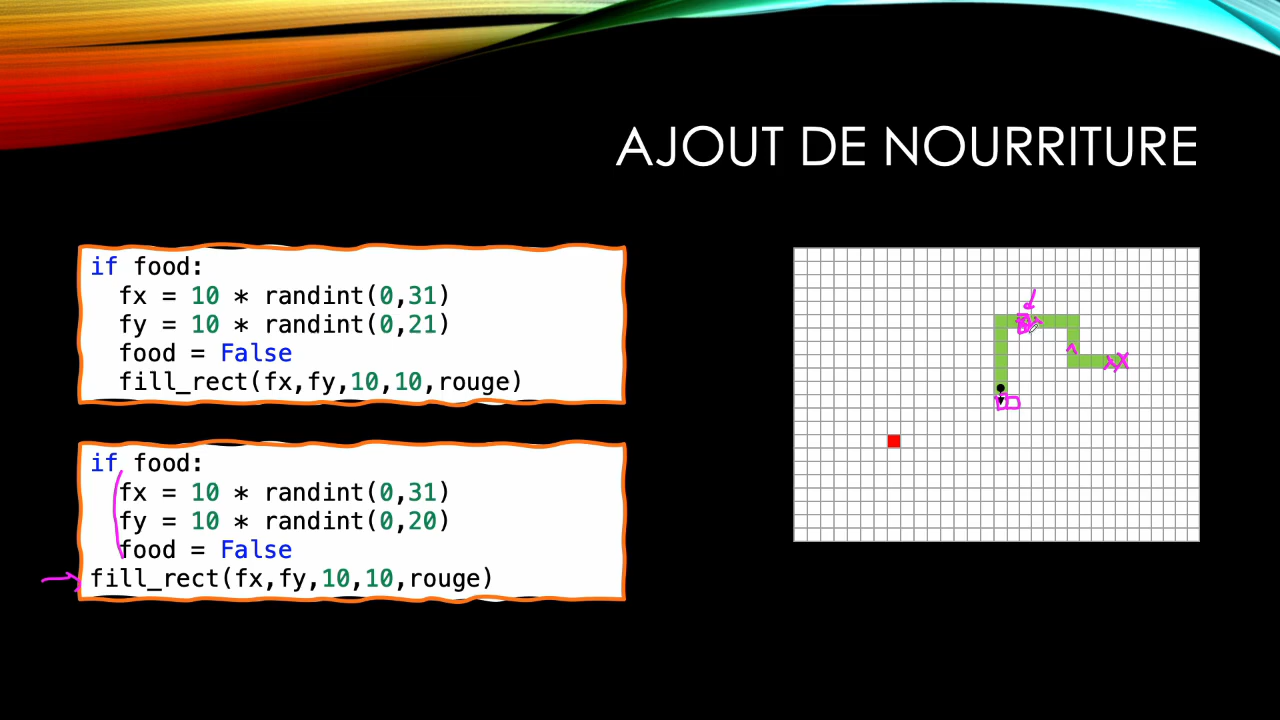 AJOUT DE NOURRITURE
if food:
  fx = 10 * randint(0,31)
  fy = 10 * randint(0,21)
  food = False
  fill_rect(fx,fy,10,10,rouge)
if food:
  fx = 10 * randint(0,31)
  fy = 10 * randint(0,20)
  food = False
fill_rect(fx,fy,10,10,rouge)